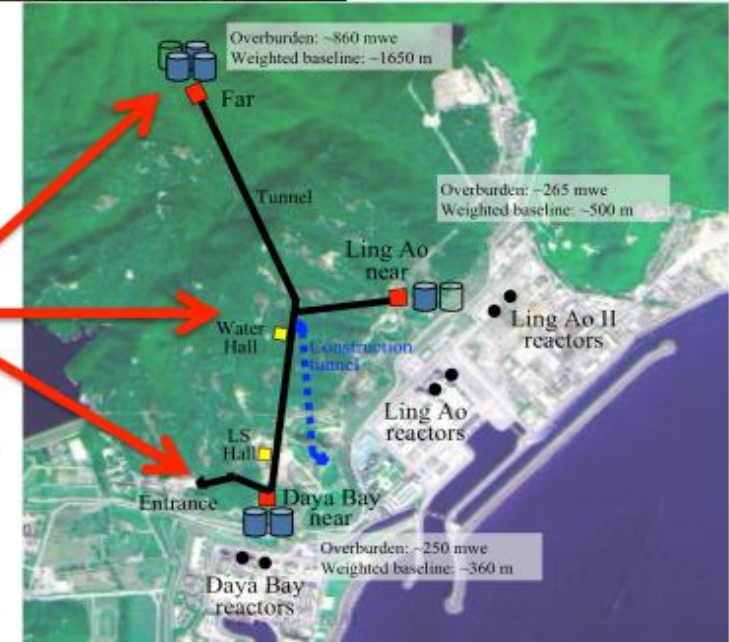 Overburden: ~860 mwe
Weighted baseline: ~1650 m
Far
Tunnel
Overburden: ~265 mwe
Weighted baseline: ~500 m
Ling Ao
near
Ling Ao II
reactors
Water
Hall
Construction
tunnel
Ling Ao
reactors
LS
Hall
Entrance
Daya Bay
near
Overburden: ~250 mwe
Weighted baseline: ~360 m
Daya Bay
reactors